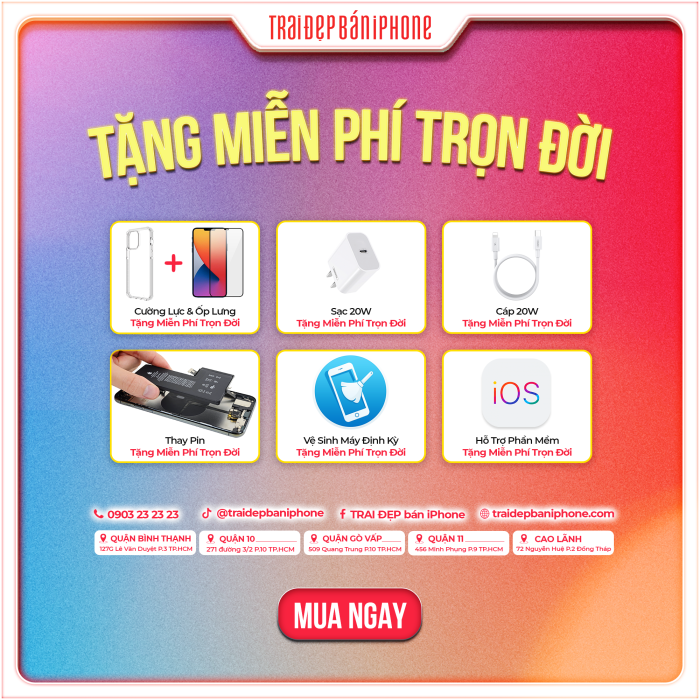 TRAIĐẸPBÁNIPHONE
TẶNG MIỄN PHÍ TRỌN ĐỜI
Cường Lực & Ốp Lưng
Tặng Miễn Phí Trọn Đời
Sạc 20W
Tặng Miễn Phí Trọn Đời
Cáp 20W
Tặng Miễn Phí Trọn Đời
Thay Pin
Tặng Miễn Phí Trọn Đời
Vệ Sinh Máy Định Kỳ
Tặng Miễn Phí Trọn Đời
iOS
Hỗ Trợ Phần Mềm
Tặng Miễn Phí Trọn Đời
0903 23 23 23
@traidepbaniphone
TRAI ĐẸP bán iPhone
traidepbaniphone.com
QUẬN BÌNH THẠNH
127G Lê Văn Duyệt P.3 TP.HCM
QUẬN 10
271 đường 3/2 P.10 TP.HCM
QUẬN GÒ VẤP
509 Quang Trung P.10 TP.HCM
QUẬN 11
456 Minh Phụng P.9 TP.HCM
CAO LÃNH
72 Nguyễn Huệ P.2 Đồng Tháp
MUA NGAY